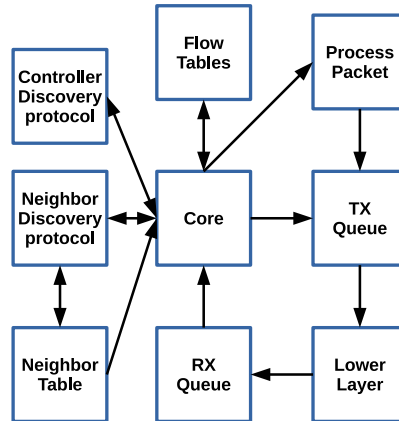 Flow
Tables
Process
Packet
Controller
Discovery
protocol
Neighbor
Discovery
protocol
Core
TX
Queue
Neighbor
Table
RX
Queue
Lower
Layer